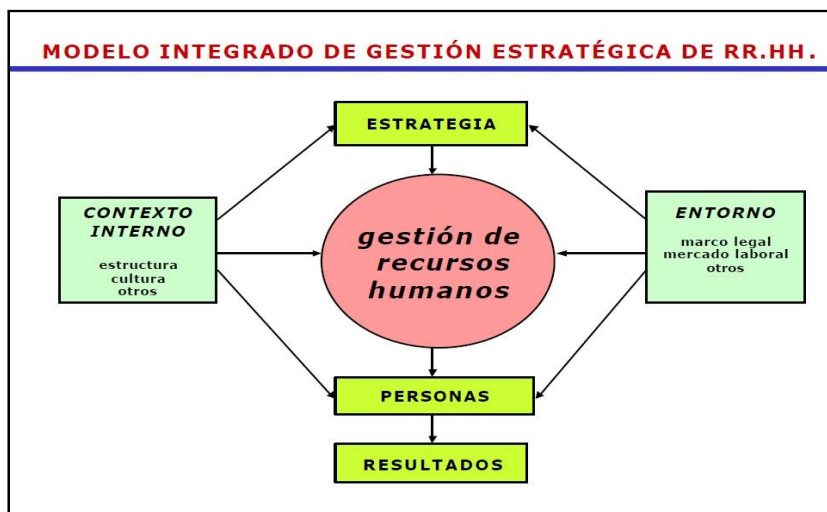 MODELO INTEGRADO DE GESTIÓN ESTRATÉGICA DE RR.HH.
ESTRATEGIA
CONTEXTO
INTERNO
estructura
cultura
otros
gestión de
recursos
humanos
ENTORNO
marco legal
mercado laboral
otros
PERSONAS
RESULTADOS